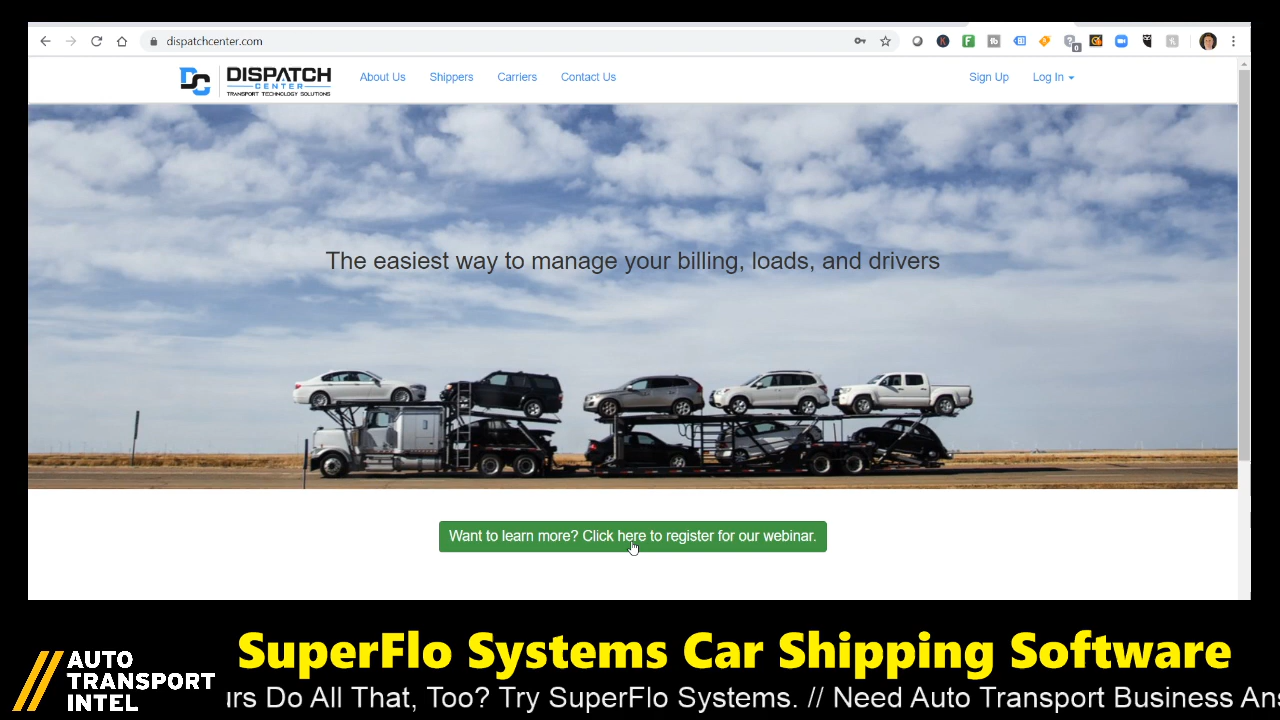 dispatchcenter.com
DISPATCH
CENTER
TRANSPORT TECHNOLOGY SOLUTIONS
About Us
Shippers
Carriers
Contact Us
Sign Up
Log In
The easiest way to manage your billing, loads, and drivers
Want to learn more? Click here to register for our webinar.
SuperFlo Systems Car Shipping Software
AUTO
TRANSPORT
INTEL
Do All That, Too? Try SuperFlo Systems. // Need Auto Transport Business